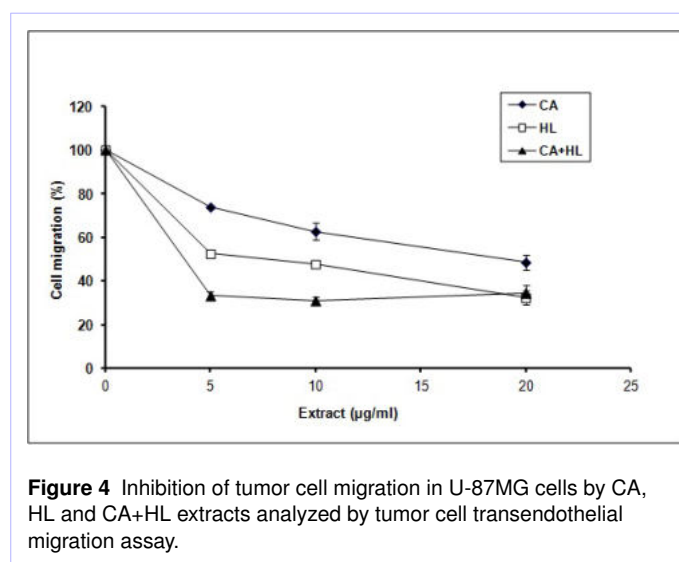 120
100
80
60
40
20
0
Cell migration (%)
CA
HL
CA+HL
0 5 10 15 20 25
Extract (µg/ml)
Figure 4 Inhibition of tumor cell migration in U-87MG cells by CA,
HL and CA+HL extracts analyzed by tumor cell transendothelial
migration assay.